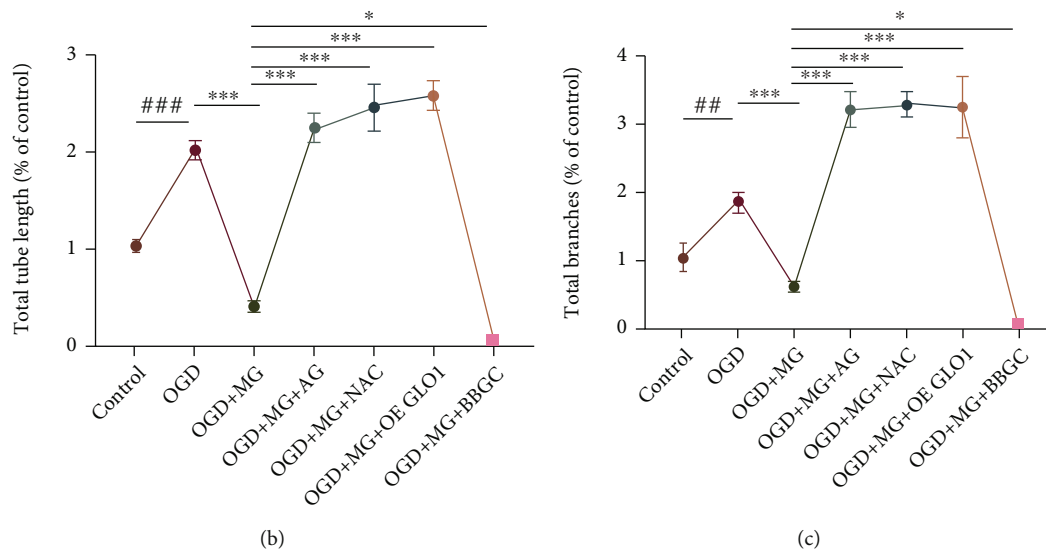 *
***
***
***
***
###
Total tube length (% of control)
3
2
1
0
Control
OGD
OGD+MG
OGD+MG+AG
OGD+MG+NAC
OGD+MG+OE GLO1
OGD+MG+BBGC
(b)
*
***
***
***
***
##
Total branches (% of control)
4
3
2
1
0
Control
OGD
OGD+MG
OGD+MG+AG
OGD+MG+NAC
OGD+MG+OE GLO1
OGD+MG+BBGC
(c)